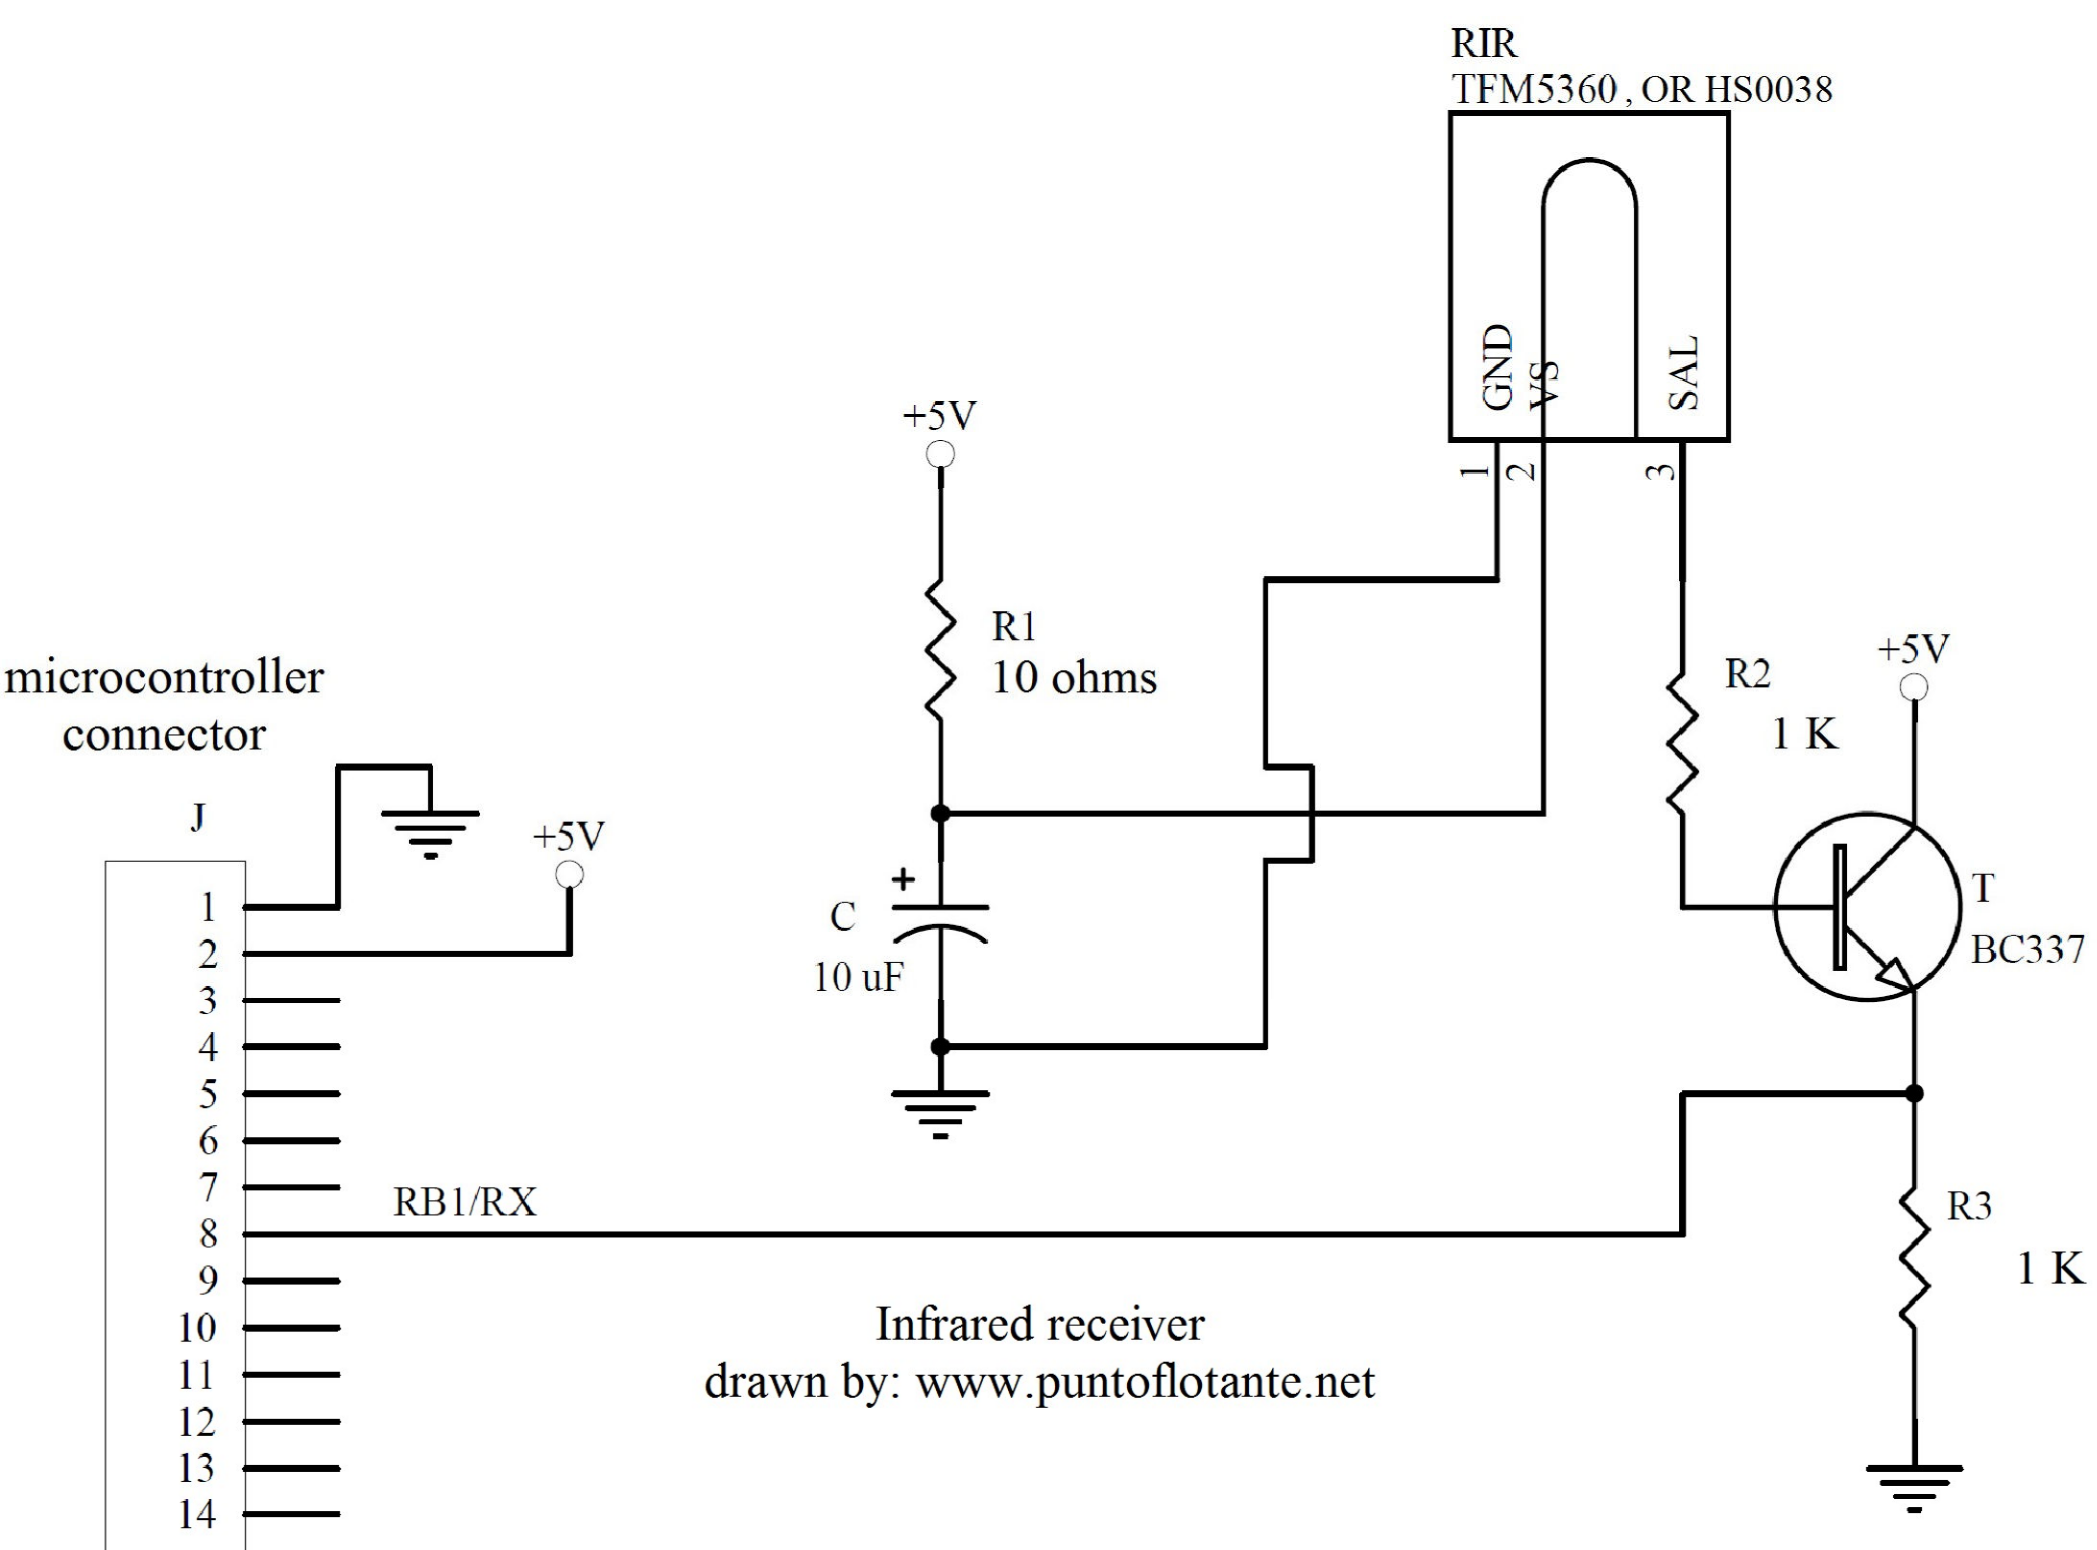 RIR
TFM5360 , OR HS0038
GND
VS
SAL
1
2
3
+5V
R1
10 ohms
+
C
10 uF
R2
1 K
+5V
T
BC337
R3
1 K
microcontroller
connector
J
+5V
1
2
3
4
5
6
7
RB1/RX
8
9
10
11
12
13
14
Infrared receiver
drawn by: www.puntoflotante.net